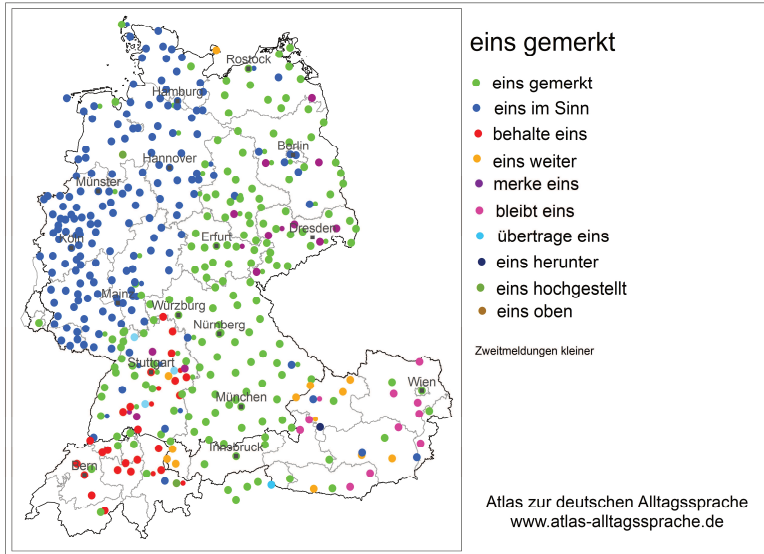 eins gemerkt
eins gemerkt
eins im Sinn
behalte eins
eins weiter
merke eins
bleibt eins
übertrage eins
eins herunter
eins hochgestellt
eins oben
Zweitmeldungen kleiner
Rostock
Hamburg
Berlin
Hannover
Münster
Köln
Erfurt
Dresden
Mainz
Würzburg
Nürnberg
Stuttgart
München
Wien
Innsbruck
Bern
Atlas zur deutschen Alltagssprache
www.atlas-alltagssprache.de